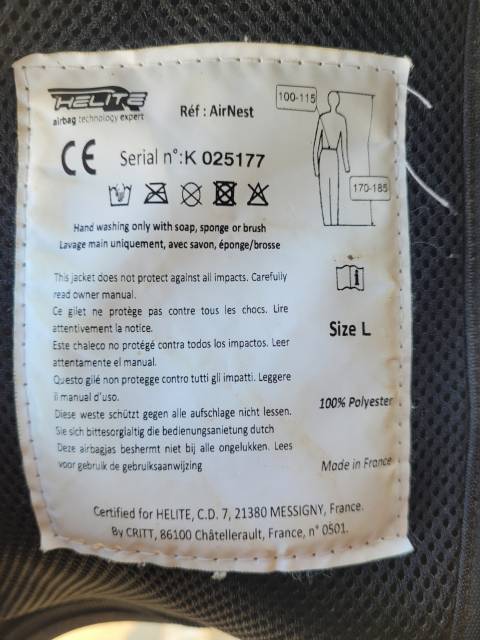 HELITE
airbag technology expert
Réf : AirNest
100-115
CE
Serial n°:K 025177
170-185
Hand washing only with soap, sponge or brush
Lavage main uniquement, avec savon, éponge/brosse
This jacket does not protect against all impacts. Carefully
read owner manual.
Ce gilet ne protège pas contre tous les chocs. Lire
attentivement la notice.
Este chaleco no protegé contra todos los impactos. Leer
attentamente el manual.
Questo gilé non protegge contro tutti gli impatti. Leggere
il manual d'uso.
Diese weste schützt gegen alle aufschlage nicht lessen.
Sie sich bittesorglaltig die bedienungsanietung dutch
Deze airbagjas beshermt niet bij alle ongelukken. Lees
voor gebruik de gebruiksaanwijzing
i
Size L
100% Polyester
Made in France
Certified for HELITE, C.D. 7, 21380 MESSIGNY, France.
By CRITT, 86100 Châtellerault, France, n° 0501.